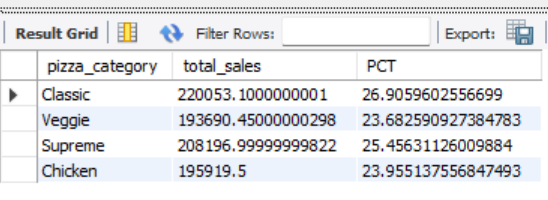 Result Grid Filter Rows: Export:
pizza_category total_sales PCT
Classic 220053.1000000001 26.9059602556699
Veggie 193690.45000000298 23.682590927384783
Supreme 208196.99999999822 25.45631126009884
Chicken 195919.5 23.955137556847493